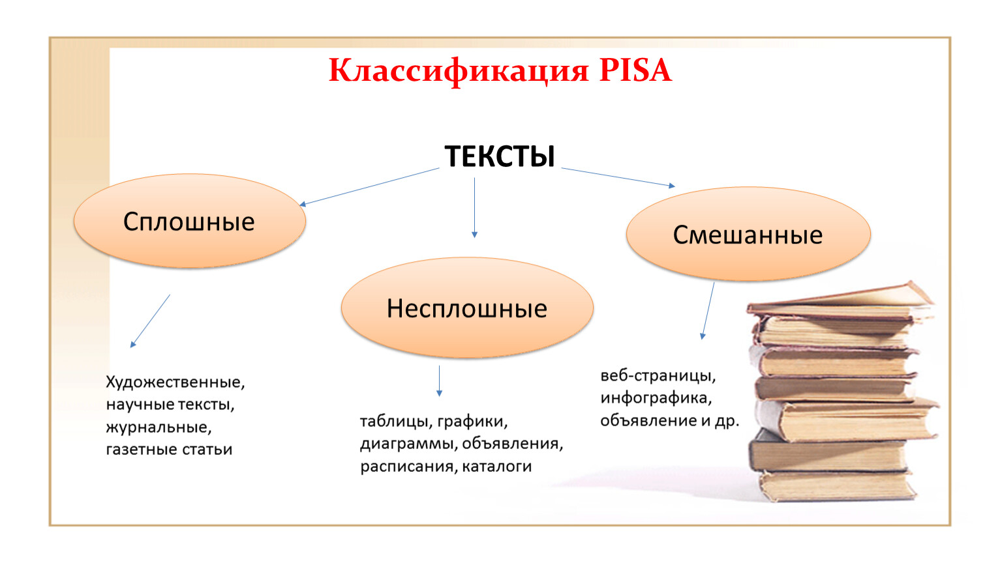 Классификация PISA
ТЕКСТЫ
Сплошные
Несплошные
Смешанные
Художественные,
научные тексты,
журнальные,
газетные статьи
таблицы, графики,
диаграммы, объявления,
расписания, каталоги
веб-страницы,
инфографика,
объявление и др.